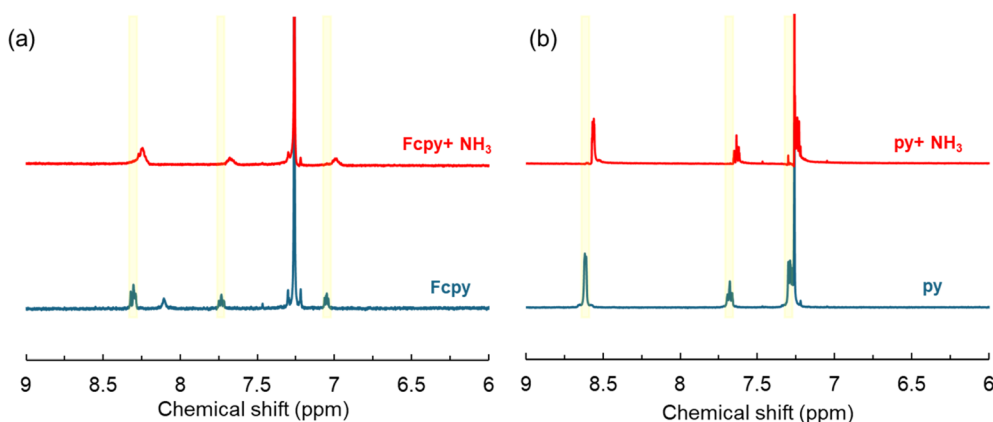 (a)
Fcpy+ NH₃
Fcpy
9 8.5 8 7.5 7 6.5 6
Chemical shift (ppm)
(b)
py+ NH₃
py
9 8.5 8 7.5 7 6.5 6
Chemical shift (ppm)